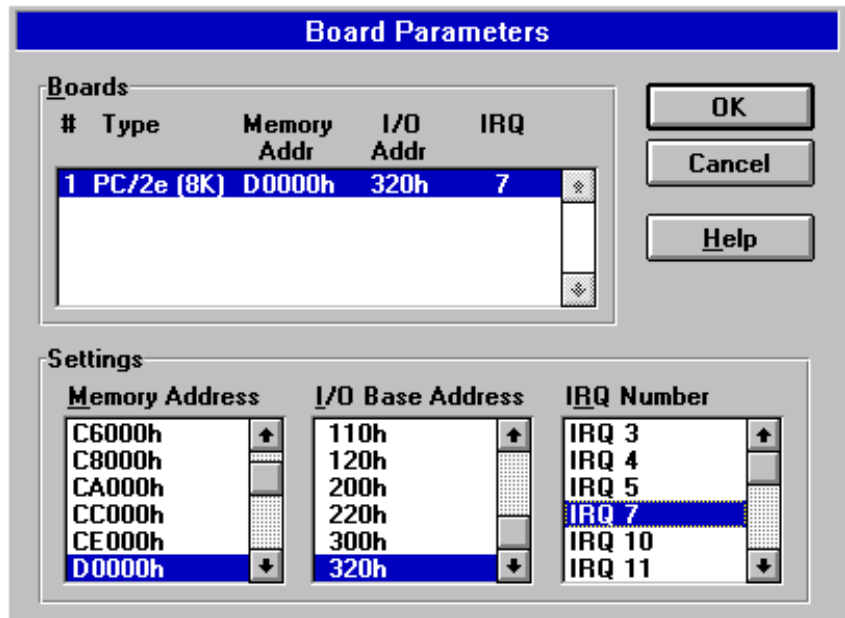 Board Parameters
Boards
# Type Memory Addr I/O Addr IRQ
1 PC/2e (8K) D0000h 320h 7
OK
Cancel
Help
Settings
Memory Address
C6000h
C8000h
CA000h
CC000h
CE000h
D0000h
I/O Base Address
110h
120h
200h
220h
300h
320h
IRQ Number
IRQ 3
IRQ 4
IRQ 5
IRQ 7
IRQ 10
IRQ 11